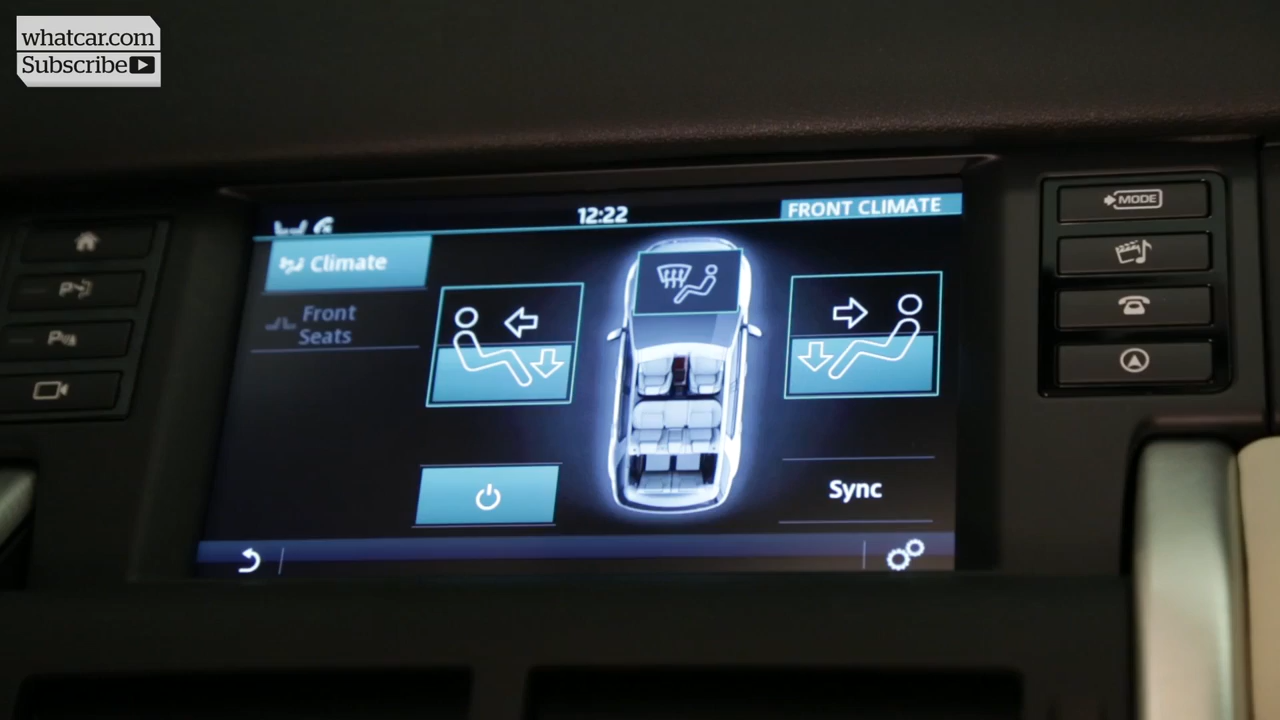 whatcar.com
Subscribe
12:22
FRONT CLIMATE
Climate
Front
Seats
Sync
MODE
P
P